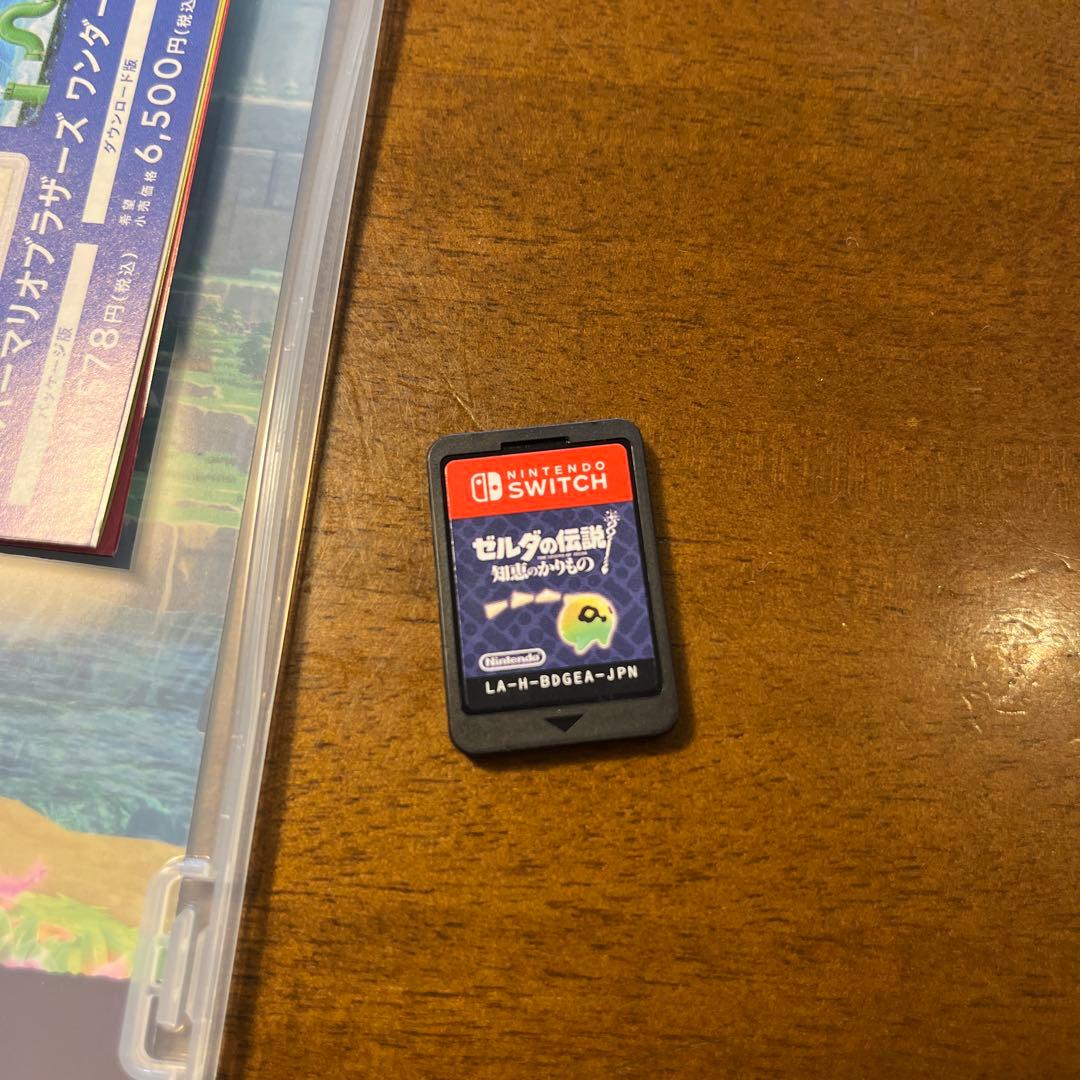 ーマリオブラザーズ ワンダー
パッケージ版
678円(税込)
ダウンロード版
希望
小売価格 6,500円(税込
NINTENDO
SWITCH
ゼルダの伝説
知恵のかりもの
Nintendo
LA-H-BDGEA-JPN